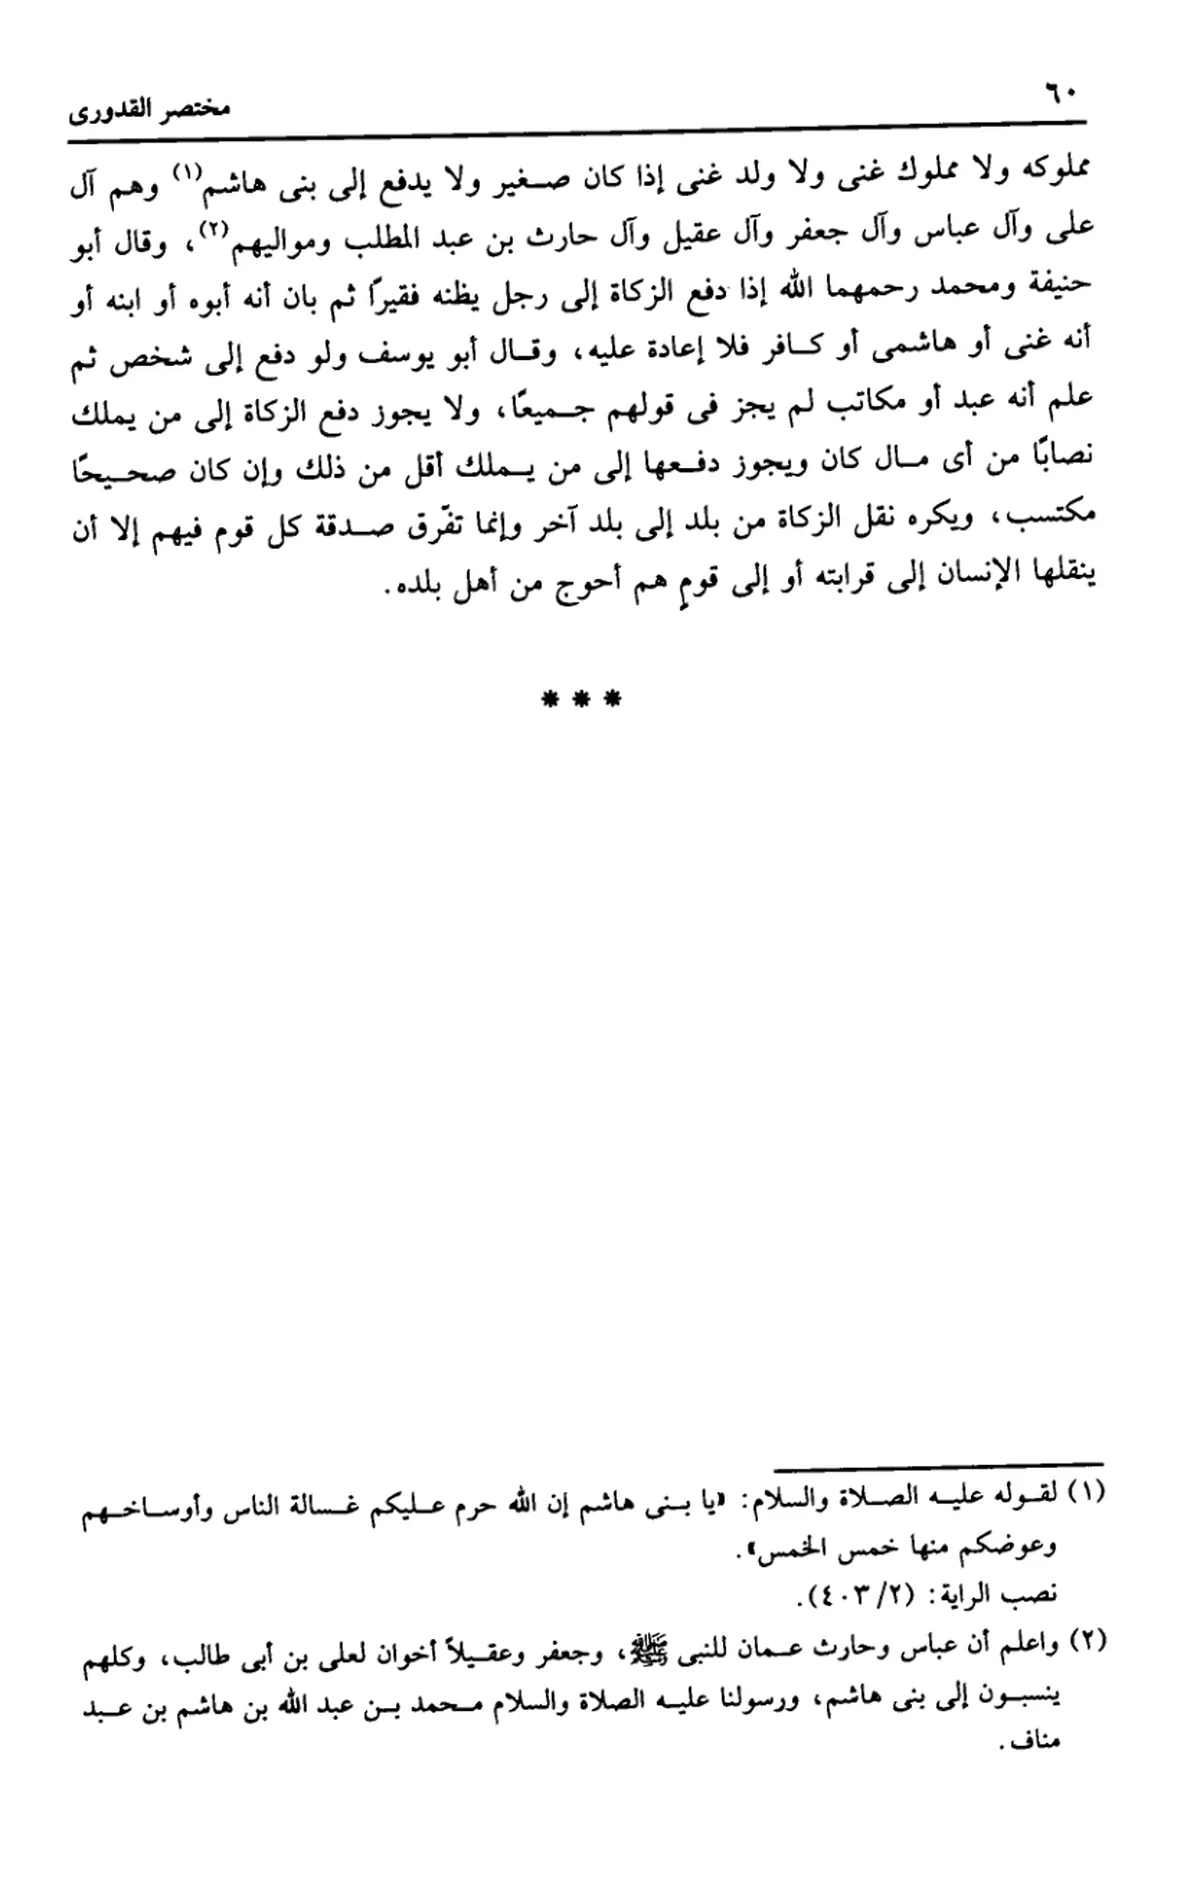 ٦٠
مختصر القدورى
مملوكه ولا مملوك غنى ولا ولد غنى إذا كان صغير ولا يدفع إلى بنى هاشم(١) وهم آل
على وآل عباس وآل جعفر وآل عقيل وآل حارث بن عبد المطلب ومواليهم(٢)، وقال أبو
حنيفة ومحمد رحمهما الله إذا دفع الزكاة إلى رجل يظنه فقيرًا ثم بان أنه أبوه أو ابنه أو
أنه غنى أو هاشمى أو كافر فلا إعادة عليه، وقال أبو يوسف ولو دفع إلى شخص ثم
علم أنه عبد أو مكاتب لم يجز فى قولهم جميعًا، ولا يجوز دفع الزكاة إلى من يملك
نصابًا من أى مال كان ويجوز دفعها إلى من يملك أقل من ذلك وإن كان صحيحًا
مكتسب، ويكره نقل الزكاة من بلد إلى بلد آخر وإنما تفّرق صدقة كل قوم فيهم إلا أن
ينقلها الإنسان إلى قرابته أو إلى قومٍ هم أحوج من أهل بلده.
* * *
(١) لقوله عليه الصلاة والسلام: «يا بنى هاشم إن الله حرم عليكم غسالة الناس وأوساخهم
وعوضكم منها خمس الخمس».
نصب الراية: (٤٠٣/٢).
(٢) واعلم أن عباس وحارث عمان للنبى ﷺ، وجعفر وعقيلاً أخوان لعلى بن أبى طالب، وكلهم
ينسبون إلى بنى هاشم، ورسولنا عليه الصلاة والسلام محمد بن عبد الله بن هاشم بن عبد
مناف.